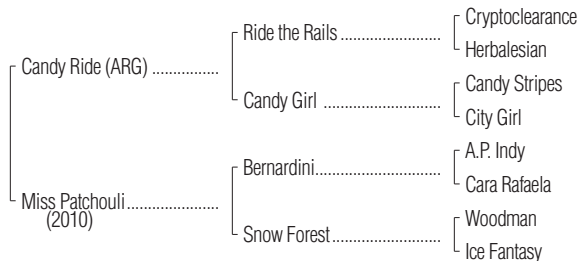 Cryptoclearance
Ride the Rails
Herbalesian
Candy Ride (ARG)
Candy Stripes
Candy Girl
City Girl
A.P. Indy
Bernardini
Cara Rafaela
Miss Patchouli
(2010)
Woodman
Snow Forest
Ice Fantasy